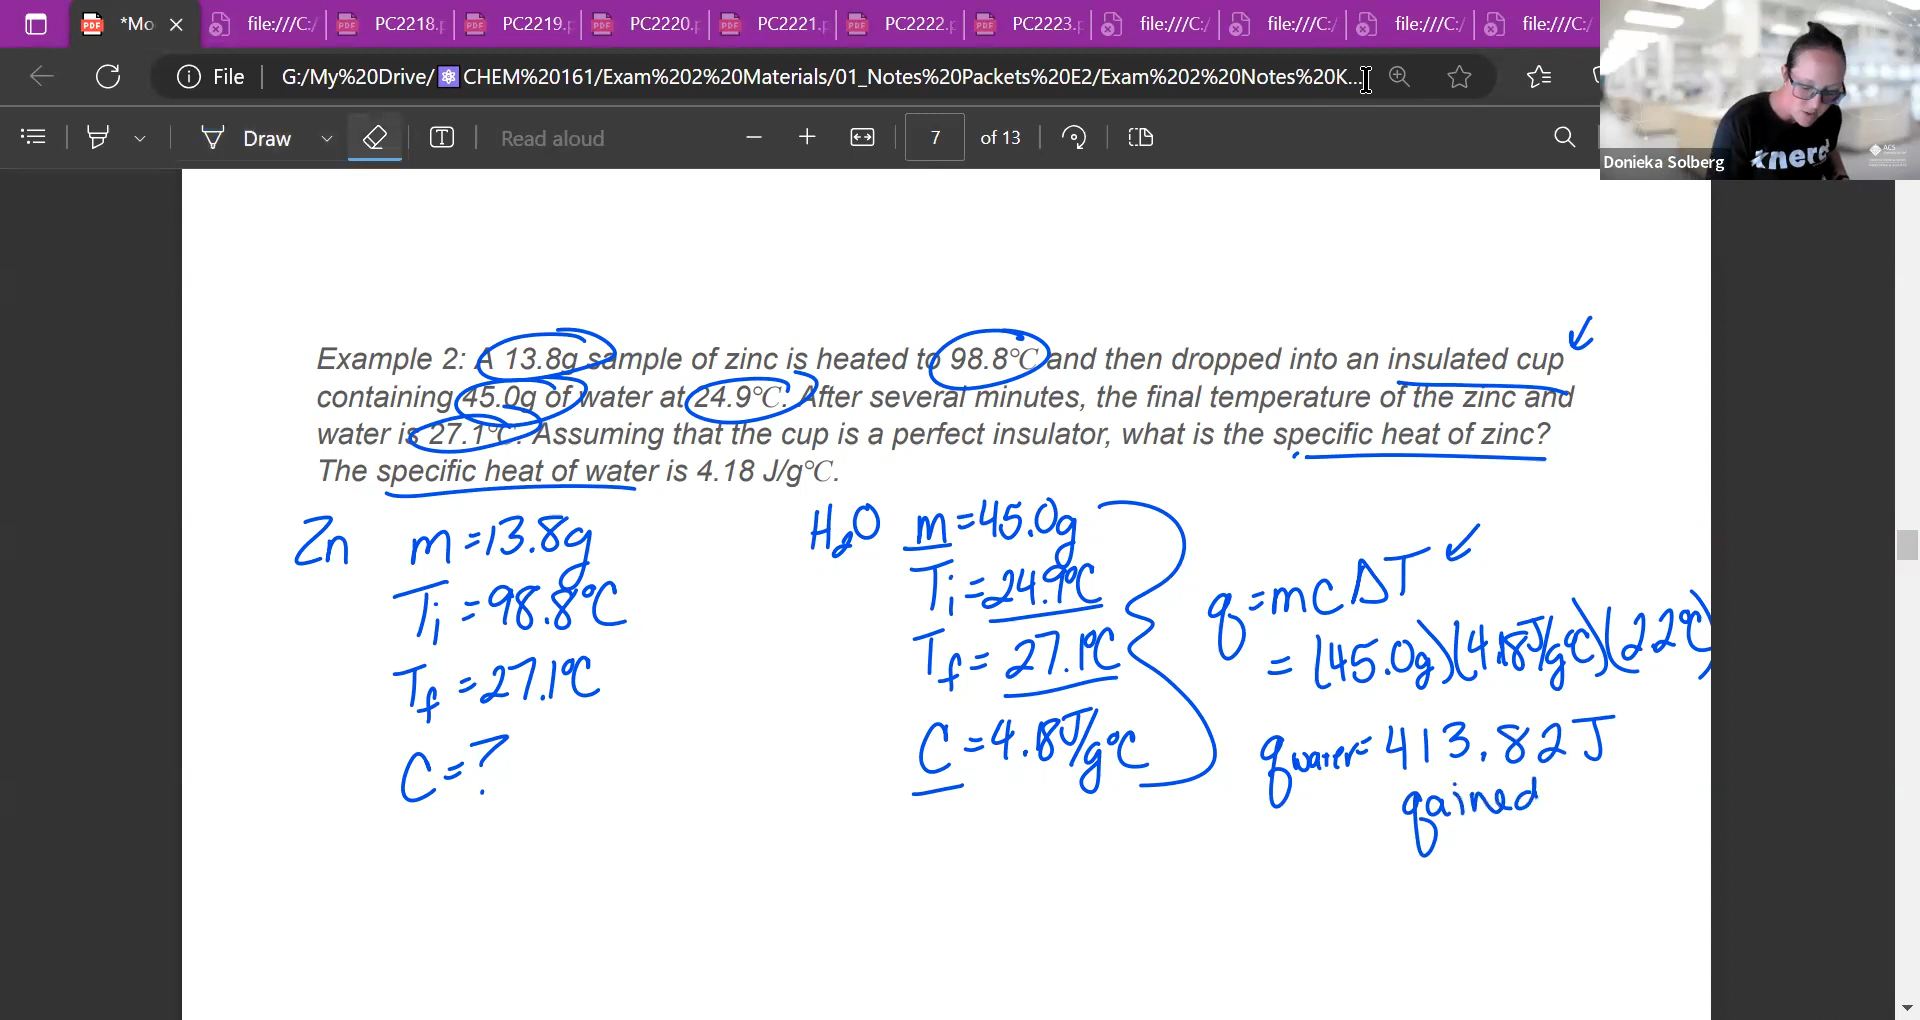 *Mo
file:///C:/
PC2218.
PC2219.
PC2220.
PC2221.
PC2222.
PC2223.
file:///C:/
file:///C:/
file:///C:/
file:///C:/
File
G:/My%20Drive/ CHEM%20161/Exam%202%20Materials/01_Notes%20Packets%20E2/Exam%202%20Notes%20K...
Draw
Read aloud
7 of 13
knerd
ACS
Donieka Solberg
Example 2: A 13.8g sample of zinc is heated to 98.8°C and then dropped into an insulated cup
containing 45.0g of water at 24.9°C. After several minutes, the final temperature of the zinc and
water is 27.1°C. Assuming that the cup is a perfect insulator, what is the specific heat of zinc?
The specific heat of water is 4.18 J/g°C.
Zn m=13.8g
Ti=98.8°C
Tf=27.1°C
C=?
H2O m=45.0g
Ti=24.9°C
Tf=27.1°C
C=4.18J/g°C
q=mCΔT
=(45.0g)(4.18J/g°C)(2.2°C)
qwater=413.82J
gained